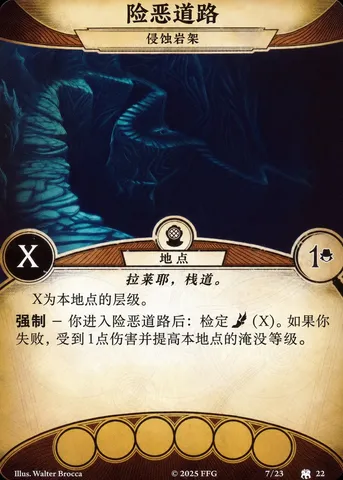 险恶道路
侵蚀岩架
X
地点
1
拉莱耶，栈道。
X为本地点的层级。
强制 – 你进入险恶道路后：检定 (X)。如果你
失败，受到1点伤害并提高本地点的淹没等级。
Illus. Walter Brocca
© 2025 FFG
7/23
22